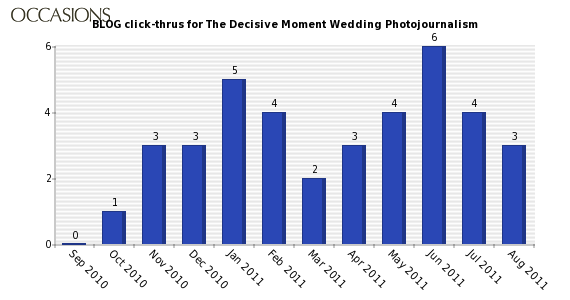 OCCASIONS
BLOG click-thrus for The Decisive Moment Wedding Photojournalism
6
4
2
0
0
1
3
3
5
4
2
3
4
6
4
3
Sep 2010
Oct 2010
Nov 2010
Dec 2010
Jan 2011
Feb 2011
Mar 2011
Apr 2011
May 2011
Jun 2011
Jul 2011
Aug 2011